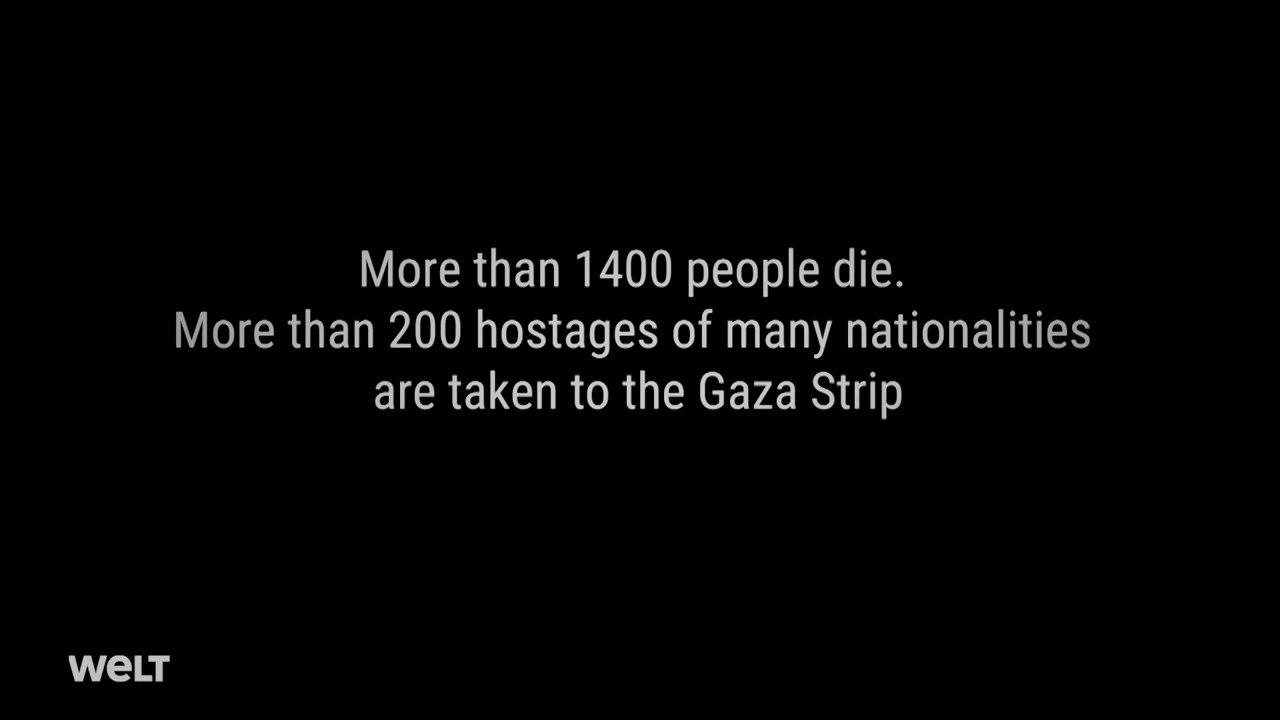 More than 1400 people die.
More than 200 hostages of many nationalities
are taken to the Gaza Strip
WELT